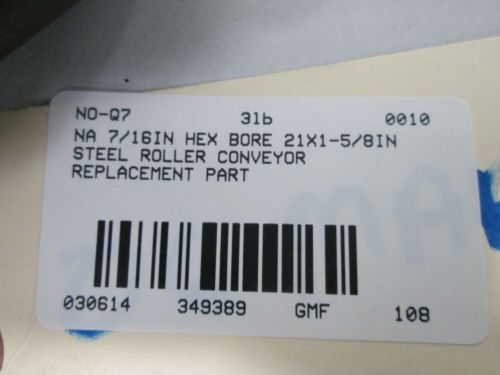 NO-Q7 3lb 0010
NA 7/16IN HEX BORE 21X1-5/8IN
STEEL ROLLER CONVEYOR
REPLACEMENT PART
030614 349389 GMF 108